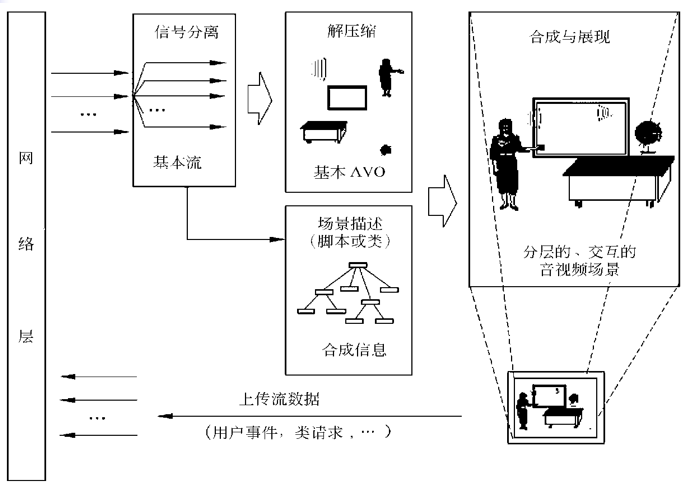 网
络
层
信号分离
…
…
基本流
解压缩
基本 AVO
场景描述
(脚本或类)
合成信息
合成与展现
分层的、交互的
音视频场景
上传流数据
…
(用户事件，类请求，…)